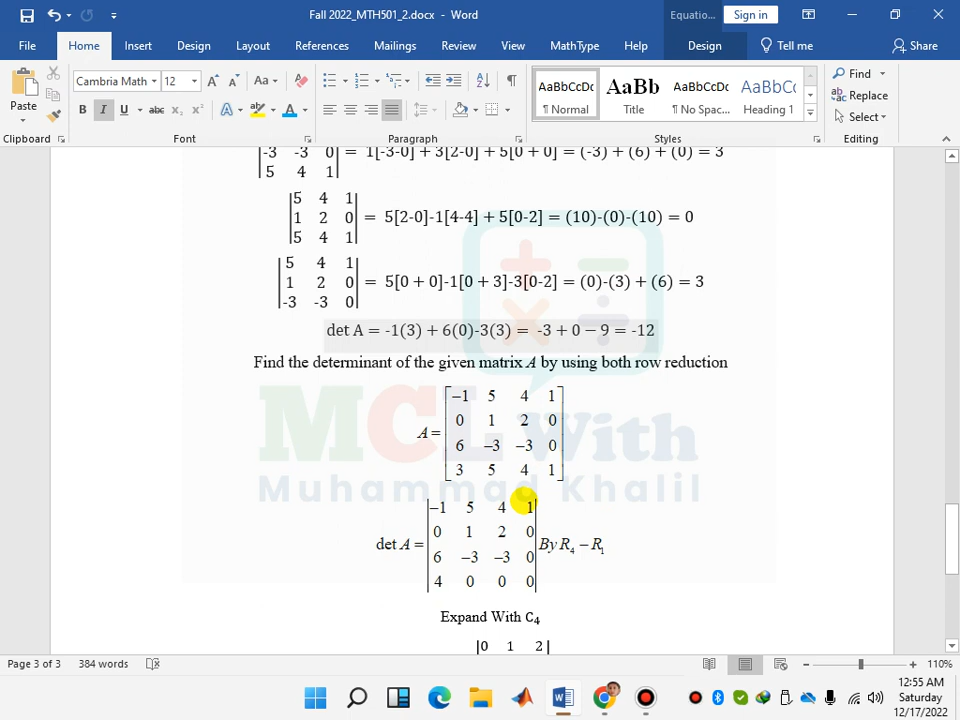 Fall 2022_MTH501_2.docx - Word
Equatio...
Sign in
File Home Insert Design Layout References Mailings Review View MathType Help Design Tell me Share
Paste
Cambria Math 12
Aa
B I U abc x₂ x²
A A
AaBbCcDc AaBb AaBbCcDc AaBbCc
¶ Normal Title ¶ No Spac... Heading 1
Find
Replace
Select
Clipboard Font Paragraph Styles Editing
|-3 -3 0| = 1[-3-0] + 3[2-0] + 5[0 + 0] = (-3) + (6) + (0) = 3
|5 4 1|
|5 4 1|
|1 2 0| = 5[2-0]-1[4-4] + 5[0-2] = (10)-(0)-(10) = 0
|5 4 1|
|5 4 1|
|1 2 0| = 5[0 + 0]-1[0 + 3]-3[0-2] = (0)-(3) + (6) = 3
|-3 -3 0|
det A = -1(3) + 6(0)-3(3) = -3 + 0 − 9 = -12
Find the determinant of the given matrix A by using both row reduction
[−1 5 4 1]
[0 1 2 0]
A =
[6 −3 −3 0]
[3 5 4 1]
MCL With
Muhammad Khalil
|−1 5 4 1|
|0 1 2 0|
det A = By R₄ − R₁
|6 −3 −3 0|
|4 0 0 0|
Expand With C₄
|0 1 2|
Page 3 of 3 384 words
110%
12:55 AM
Saturday
12/17/2022